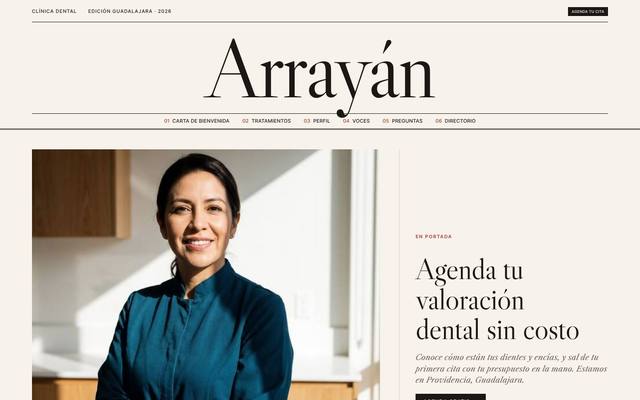 CLÍNICA DENTAL EDICIÓN GUADALAJARA · 2026
AGENDA TU CITA
Arrayán
01 CARTA DE BIENVENIDA 02 TRATAMIENTOS 03 PERFIL 04 VOCES 05 PREGUNTAS 06 DIRECTORIO
EN PORTADA
Agenda tu
valoración
dental sin costo
Conoce cómo están tus dientes y encías, y sal de tu
primera cita con tu presupuesto en la mano. Estamos
en Providencia, Guadalajara.